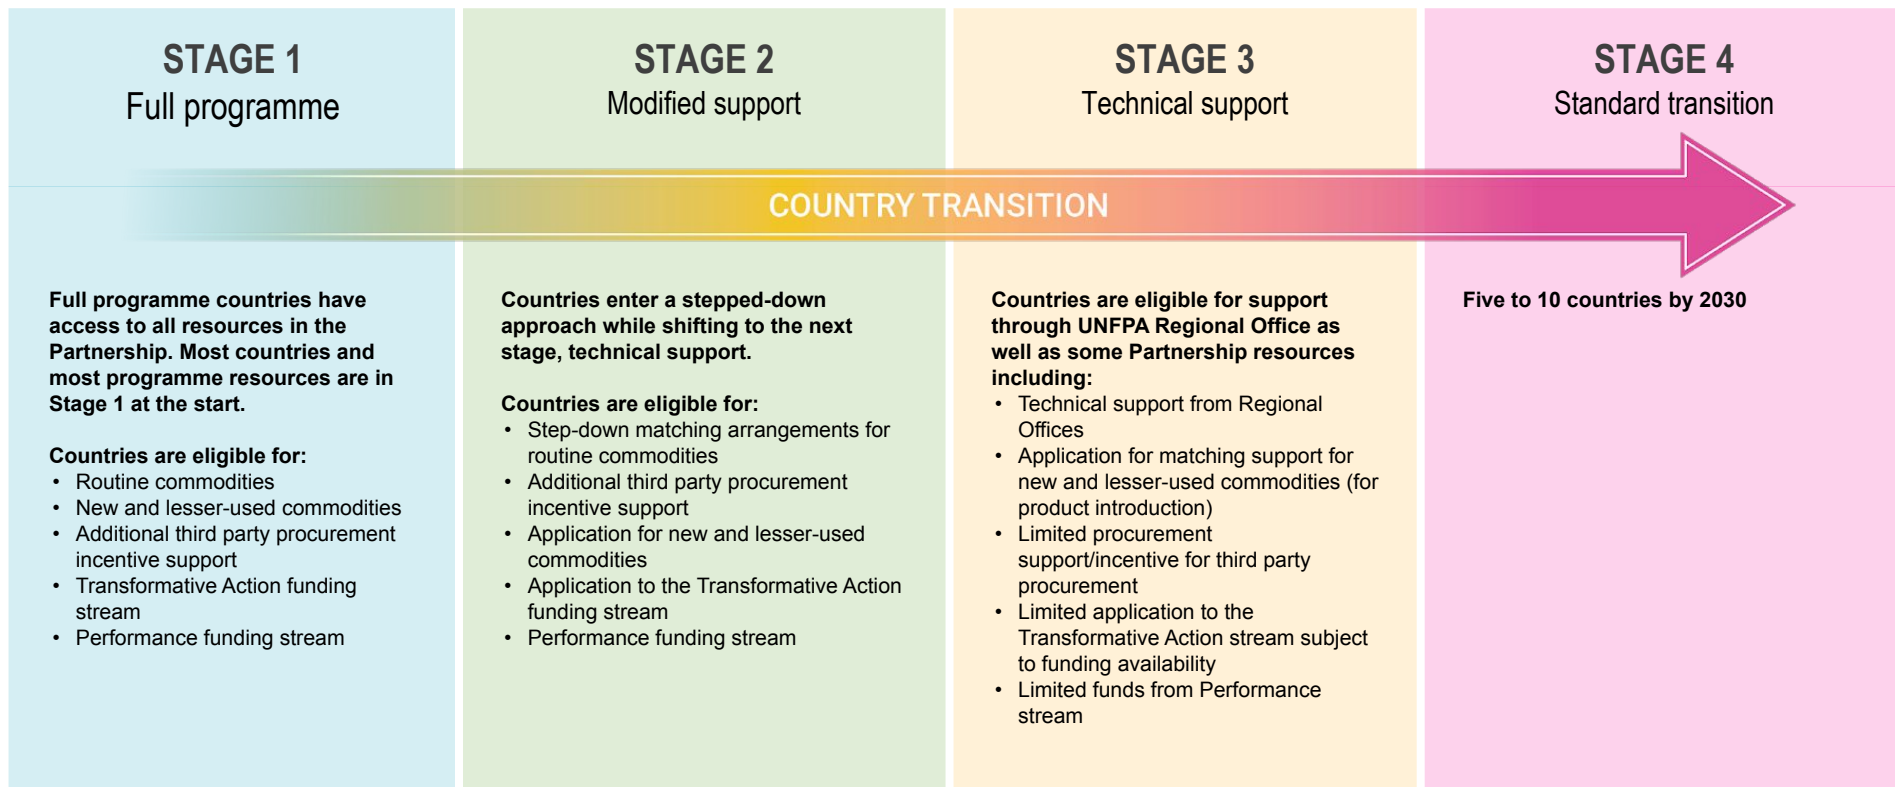 STAGE 1
Full programme
STAGE 2
Modified support
STAGE 3
Technical support
STAGE 4
Standard transition
COUNTRY TRANSITION
Full programme countries have
access to all resources in the
Partnership. Most countries and
most programme resources are in
Stage 1 at the start.
Countries are eligible for:
• Routine commodities
• New and lesser-used commodities
• Additional third party procurement
incentive support
• Transformative Action funding
stream
• Performance funding stream
Countries enter a stepped-down
approach while shifting to the next
stage, technical support.
Countries are eligible for:
• Step-down matching arrangements for
routine commodities
• Additional third party procurement
incentive support
• Application for new and lesser-used
commodities
• Application to the Transformative Action
funding stream
• Performance funding stream
Countries are eligible for support
through UNFPA Regional Office as
well as some Partnership resources
including:
• Technical support from Regional
Offices
• Application for matching support for
new and lesser-used commodities (for
product introduction)
• Limited procurement
support/incentive for third party
procurement
• Limited application to the
Transformative Action stream subject
to funding availability
• Limited funds from Performance
stream
Five to 10 countries by 2030